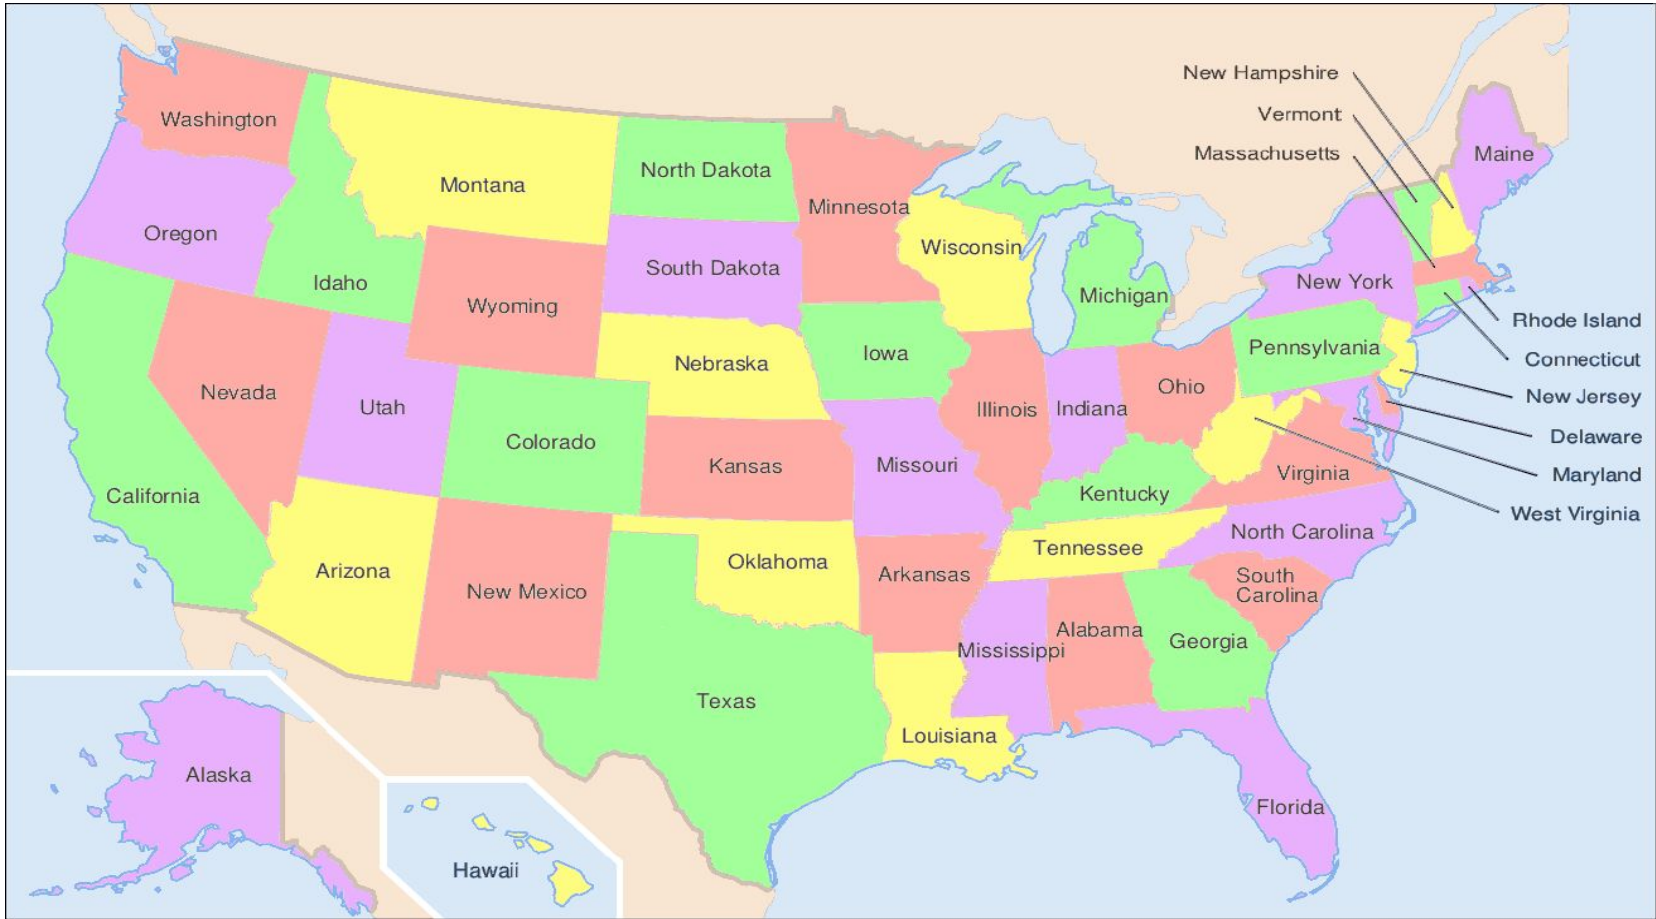 New Hampshire
Vermont
Massachusetts
Washington
Maine
North Dakota
Montana
Minnesota
Oregon
Wisconsin
South Dakota
Idaho
New York
Michigan
Wyoming
Rhode Island
Pennsylvania
Iowa
Connecticut
Nebraska
Ohio
Nevada
New Jersey
Utah
Illinois
Indiana
Delaware
Colorado
Missouri
Kansas
Virginia
Maryland
California
Kentucky
West Virginia
North Carolina
Tennessee
Oklahoma
Arizona
Arkansas
South
Carolina
New Mexico
Alabama
Georgia
Mississippi
Texas
Louisiana
Alaska
Florida
Hawaii